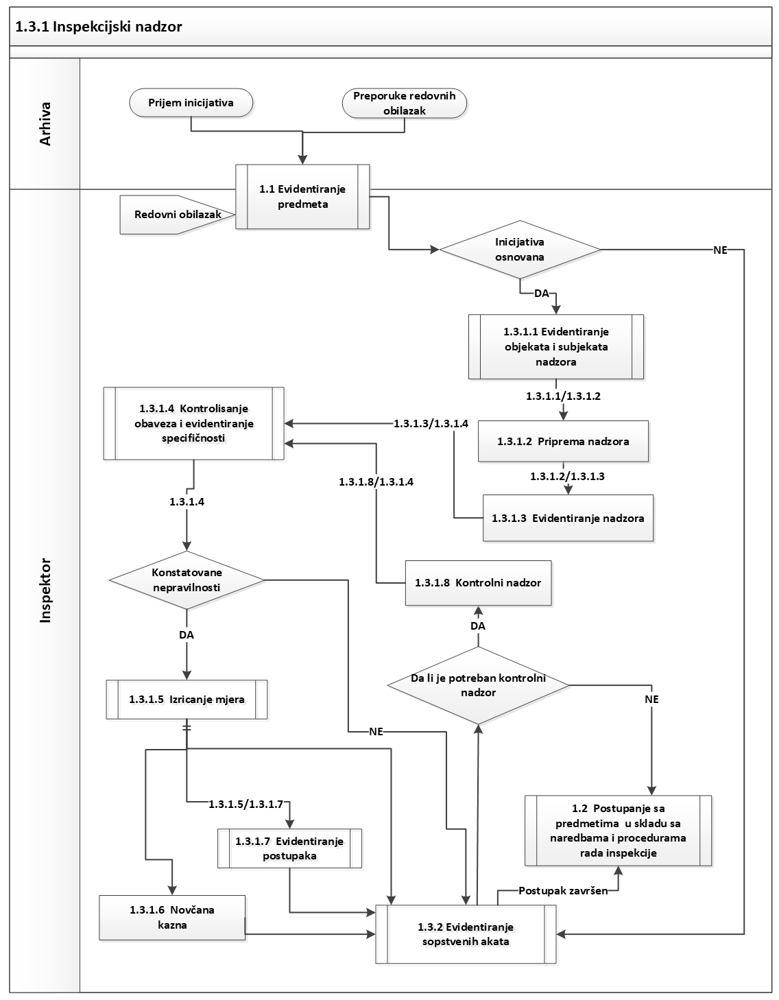 1.3.1 Inspekcijski nadzor
Arhiva
Prijem inicijativa
Preporuke redovnih
obilazak
1.1 Evidentiranje
predmeta
Redovni obilazak
Inspektor
Inicijativa
osnovana
NE
DA
1.3.1.1 Evidentiranje
objekata i subjekata
nadzora
1.3.1.1/1.3.1.2
1.3.1.2 Priprema nadzora
1.3.1.2/1.3.1.3
1.3.1.3 Evidentiranje nadzora
1.3.1.3/1.3.1.4
1.3.1.4 Kontrolisanje
obaveza i evidentiranje
specifičnosti
1.3.1.8/1.3.1.4
1.3.1.4
Konstatovane
nepravilnosti
1.3.1.8 Kontrolni nadzor
DA
DA
Da li je potreban kontrolni
nadzor
NE
1.3.1.5 Izricanje mjera
NE
1.3.1.5/1.3.1.7
1.3.1.7 Evidentiranje
postupaka
1.2 Postupanje sa
predmetima u skladu sa
naredbama i procedurama
rada inspekcije
Postupak završen
1.3.1.6 Novčana
kazna
1.3.2 Evidentiranje
sopstvenih akata